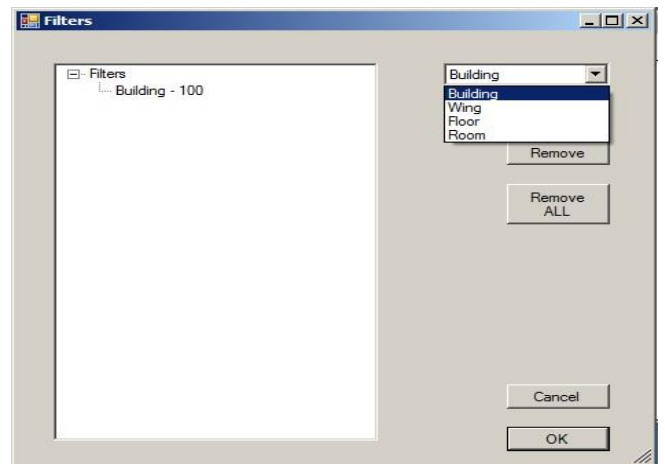 Filters
Filters
Building - 100
Building
Building
Wing
Floor
Room
Remove
Remove
ALL
Cancel
OK